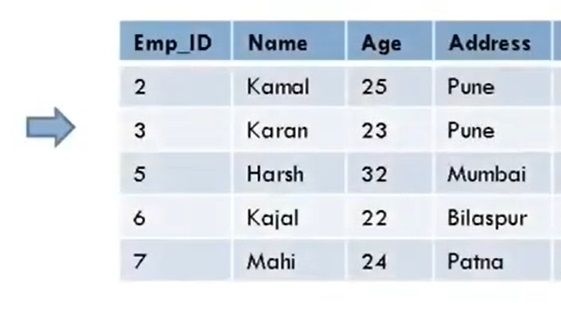 Emp_ID Name Age Address
2 Kamal 25 Pune
3 Karan 23 Pune
5 Harsh 32 Mumbai
6 Kajal 22 Bilaspur
7 Mahi 24 Patna